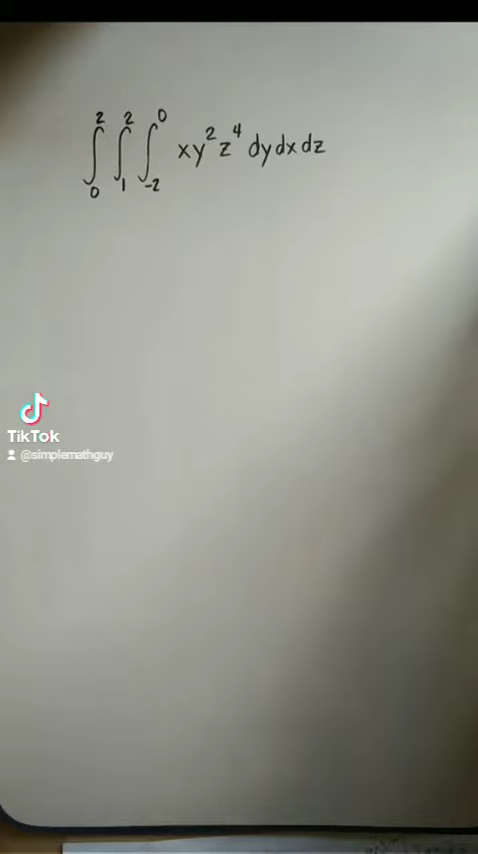 ∫₀² ∫₁² ∫₋₂⁰ xy²z⁴ dy dx dz
TikTok
@simplemathguy